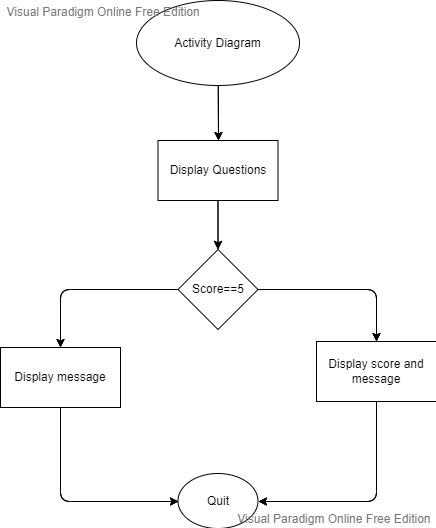 Visual Paradigm Online Free Edition
Activity Diagram
Display Questions
Score==5
Display message
Display score and
message
Quit
Visual Paradigm Online Free Edition